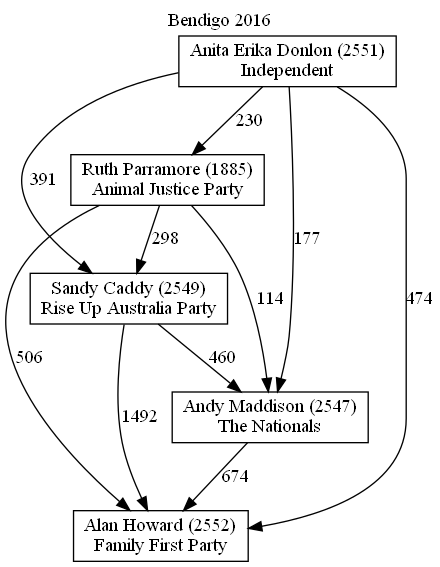 Bendigo 2016
Anita Erika Donlon (2551)
Independent
230
Ruth Parramore (1885)
Animal Justice Party
391
298
177
Sandy Caddy (2549)
Rise Up Australia Party
114
474
506
460
Andy Maddison (2547)
The Nationals
1492
674
Alan Howard (2552)
Family First Party